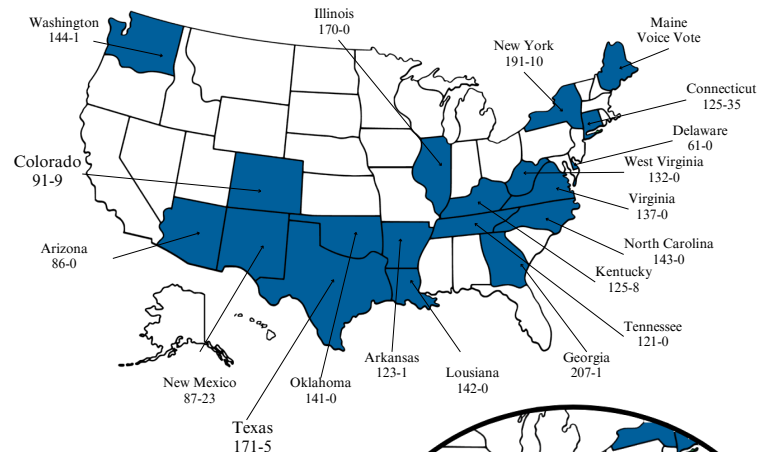 Washington
144-1
Illinois
170-0
Maine
Voice Vote
New York
191-10
Connecticut
125-35
Delaware
61-0
Colorado
91-9
West Virginia
132-0
Virginia
137-0
Arizona
86-0
North Carolina
143-0
Kentucky
125-8
Tennessee
121-0
Georgia
207-1
Arkansas
123-1
Lousiana
142-0
New Mexico
87-23
Oklahoma
141-0
Texas
171-5